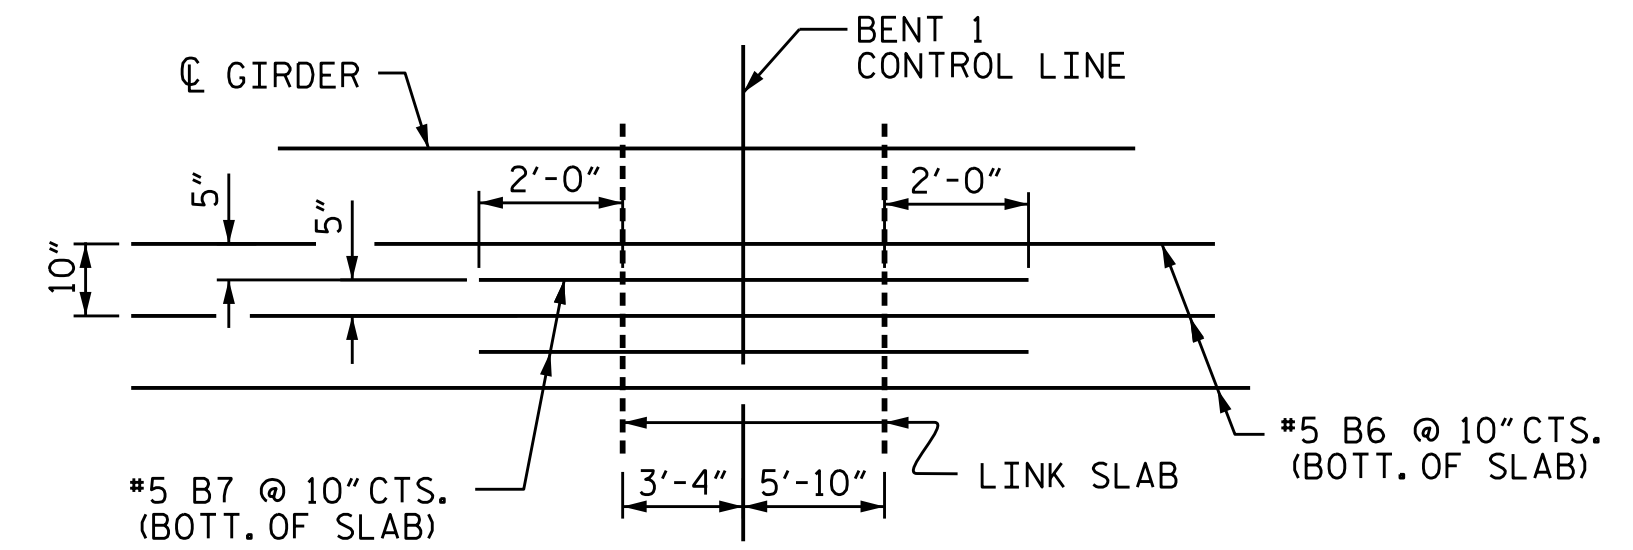 BENT 1
CONTROL LINE
℄ GIRDER
2'-0"
2'-0"
5"
5"
10"
#5 B6 @ 10" CTS.
(BOTT. OF SLAB)
LINK SLAB
3'-4"
5'-10"
#5 B7 @ 10" CTS.
(BOTT. OF SLAB)